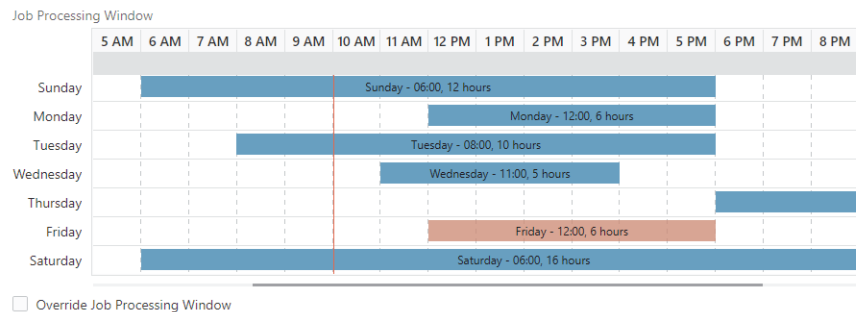 Job Processing Window
5 AM 6 AM 7 AM 8 AM 9 AM 10 AM 11 AM 12 PM 1 PM 2 PM 3 PM 4 PM 5 PM 6 PM 7 PM 8 PM
Sunday Sunday - 06:00, 12 hours
Monday Monday - 12:00, 6 hours
Tuesday Tuesday - 08:00, 10 hours
Wednesday Wednesday - 11:00, 5 hours
Thursday
Friday Friday - 12:00, 6 hours
Saturday Saturday - 06:00, 16 hours
Override Job Processing Window